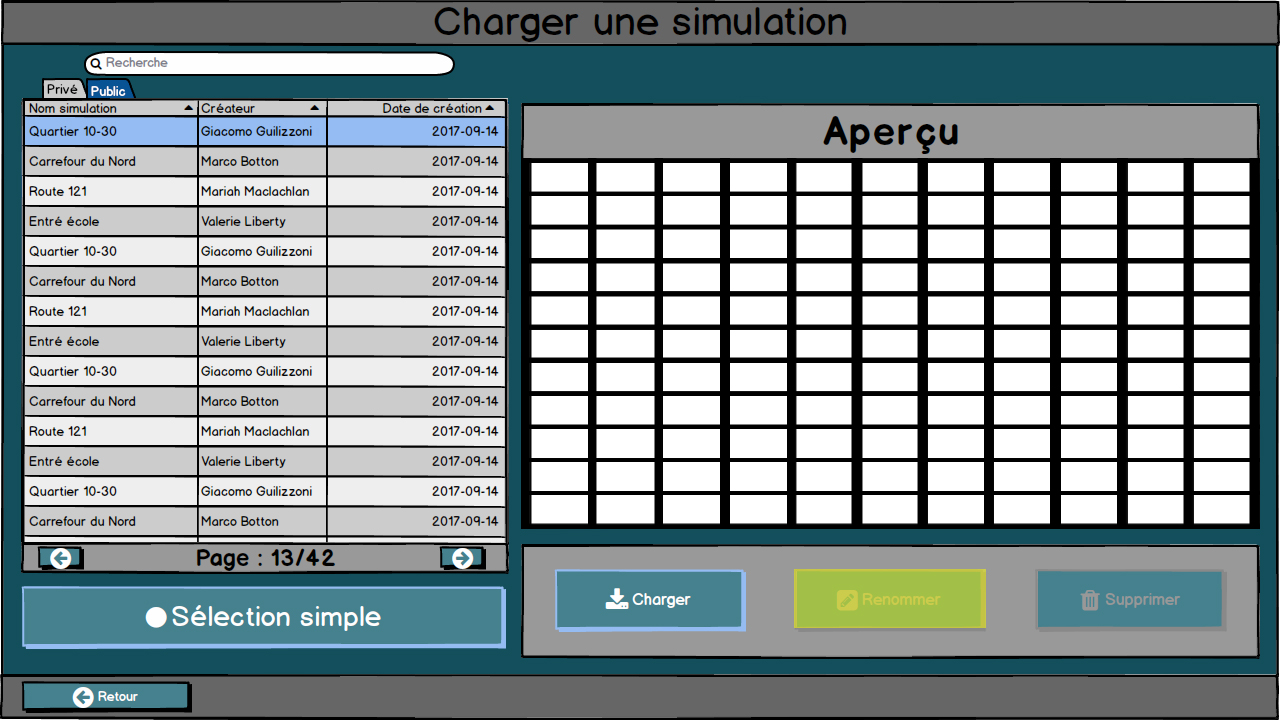 Charger une simulation
Recherche
Privé Public
Nom simulation Créateur Date de création
Quartier 10-30 Giacomo Guilizzoni 2017-09-14
Carrefour du Nord Marco Botton 2017-09-14
Route 121 Mariah Maclachlan 2017-09-14
Entré école Valerie Liberty 2017-09-14
Quartier 10-30 Giacomo Guilizzoni 2017-09-14
Carrefour du Nord Marco Botton 2017-09-14
Route 121 Mariah Maclachlan 2017-09-14
Entré école Valerie Liberty 2017-09-14
Quartier 10-30 Giacomo Guilizzoni 2017-09-14
Carrefour du Nord Marco Botton 2017-09-14
Route 121 Mariah Maclachlan 2017-09-14
Entré école Valerie Liberty 2017-09-14
Quartier 10-30 Giacomo Guilizzoni 2017-09-14
Carrefour du Nord Marco Botton 2017-09-14
Page : 13/42
Sélection simple
Aperçu
Charger Renommer Supprimer
Retour